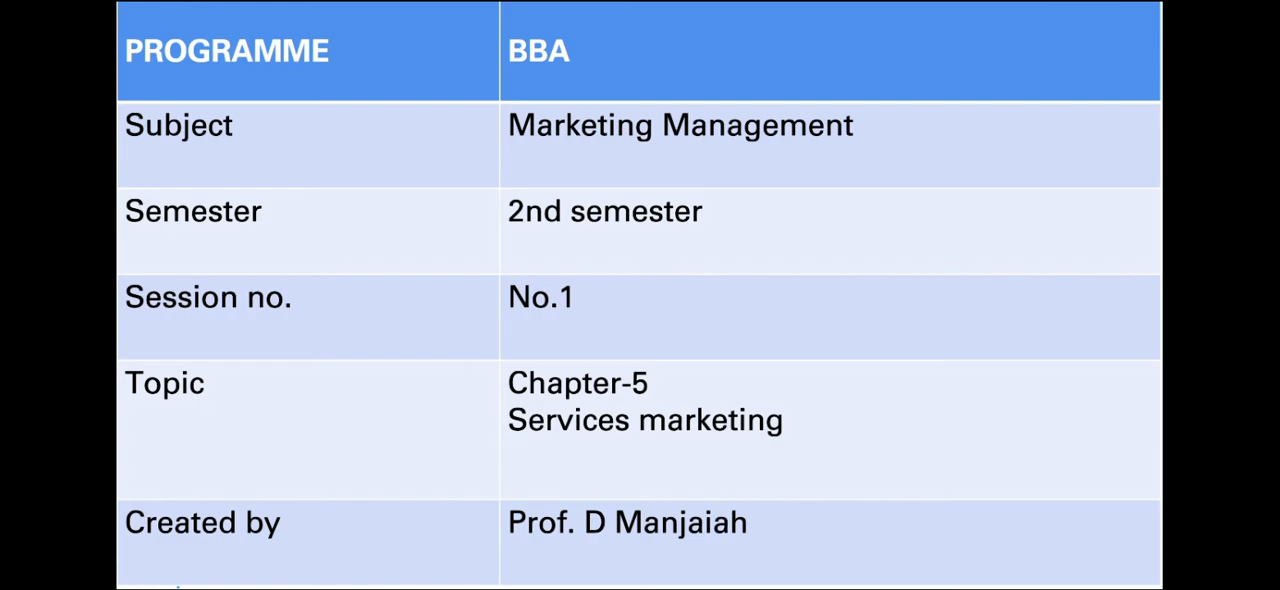 PROGRAMME BBA
Subject Marketing Management
Semester 2nd semester
Session no. No.1
Topic Chapter-5
Services marketing
Created by Prof. D Manjaiah